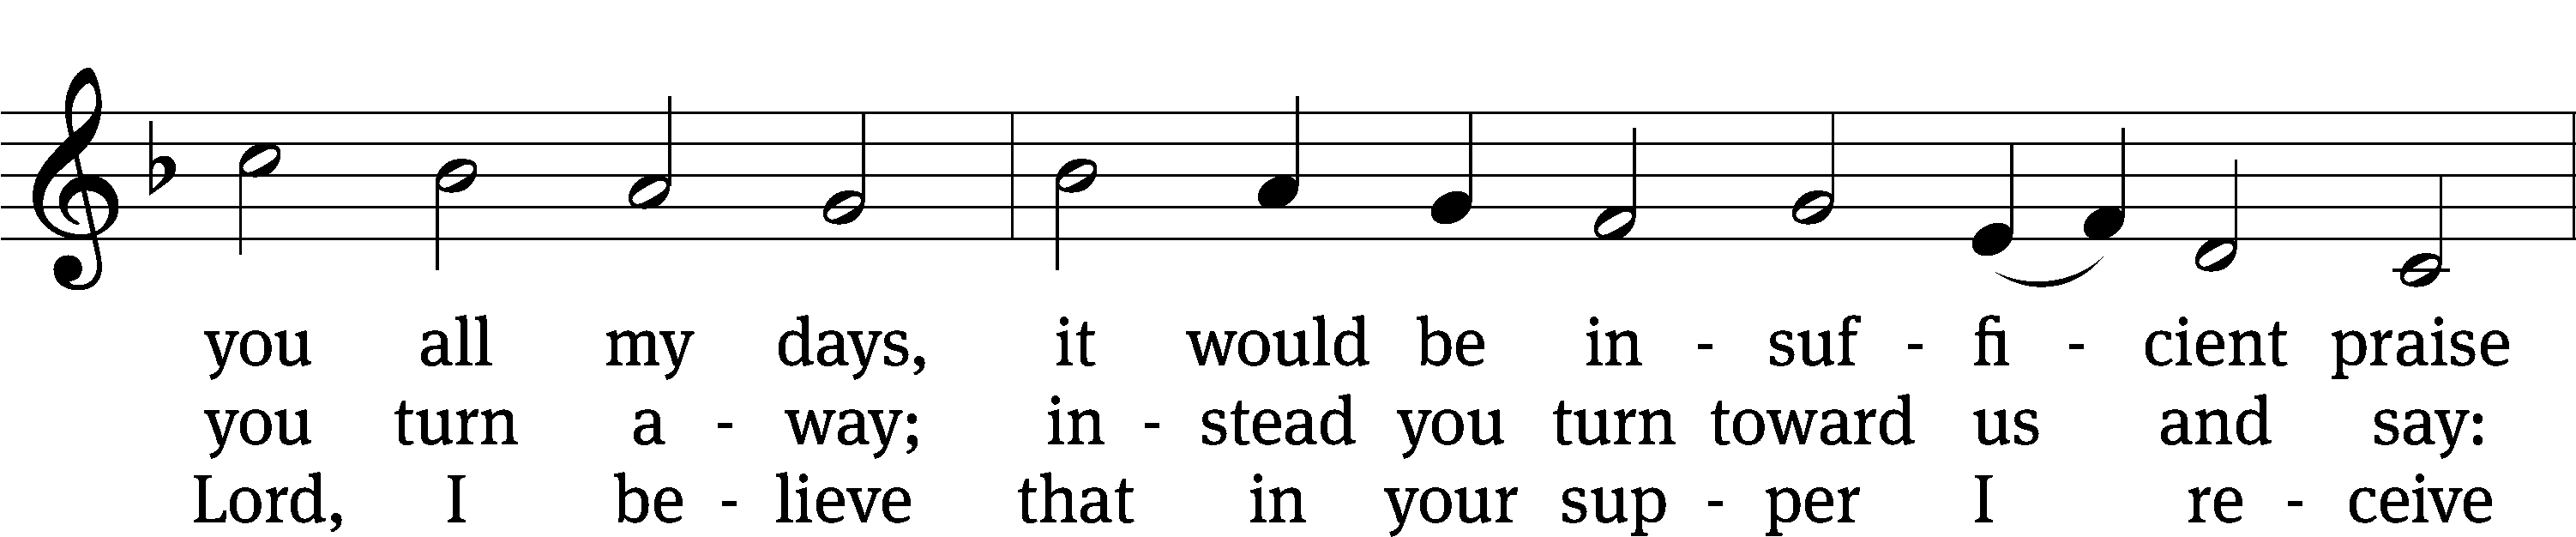 you all my days, it would be in - suf - fi - cient praise
you turn a - way; in - stead you turn toward us and say:
Lord, I be - lieve that in your sup - per I re - ceive